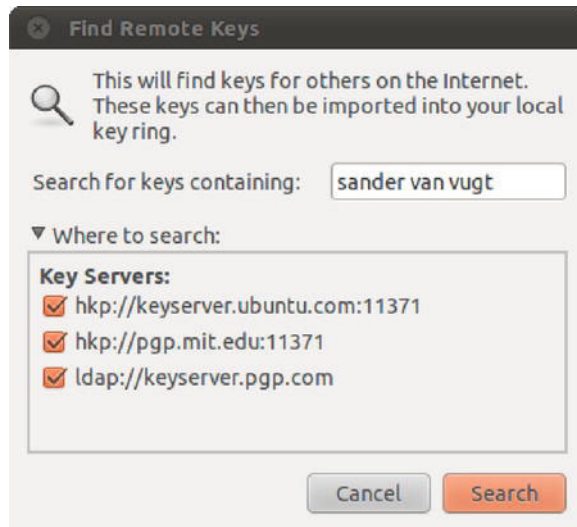 Find Remote Keys
This will find keys for others on the Internet.
These keys can then be imported into your local
key ring.
Search for keys containing: sander van vugt
Where to search:
Key Servers:
hkp://keyserver.ubuntu.com:11371
hkp://pgp.mit.edu:11371
ldap://keyserver.pgp.com
Cancel Search